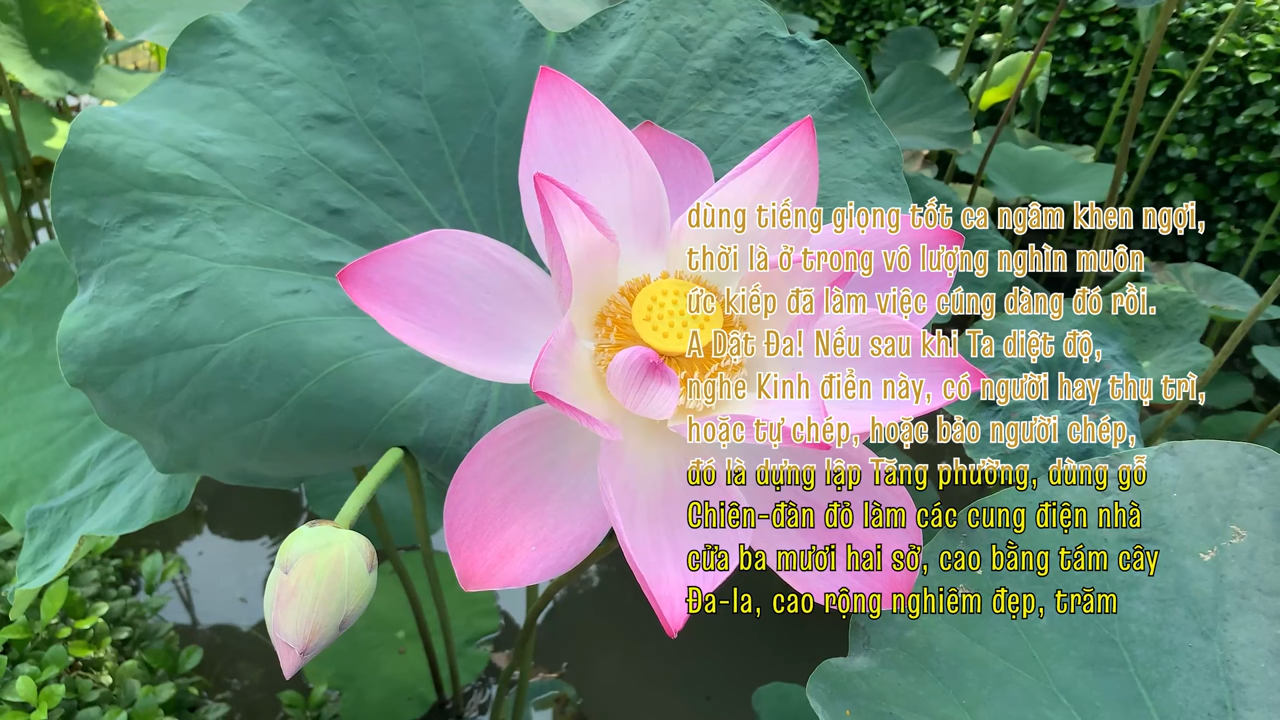 dùng tiếng giọng tốt ca ngâm khen ngợi,
thời là ở trong vô lượng nghìn muôn
ức kiếp đã làm việc cúng dàng đó rồi.
A Dật Đa! Nếu sau khi Ta diệt độ,
nghe Kinh điển này, có người hay thụ trì,
hoặc tự chép, hoặc bảo người chép,
đó là dựng lập Tăng phường, dùng gỗ
Chiên-đàn đỏ làm các cung điện nhà
cửa ba mươi hai sở, cao bằng tám cây
Đa-la, cao rộng nghiêm đẹp, trăm